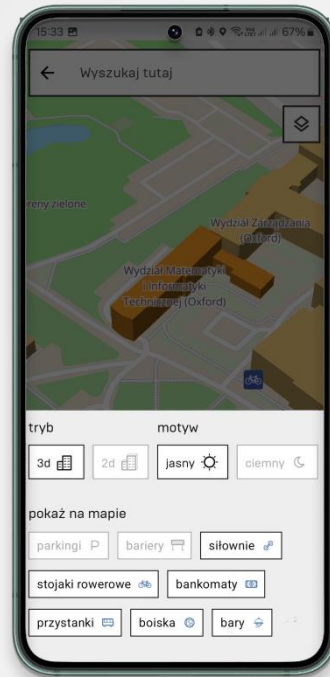 15:33 67%
Wyszukaj tutaj
reny zielone
Wydział Zarządzania
(Oxford)
Wydział Matematyki
i Informatyki
Technicznej (Oxford)
tryb motyw
3d 2d jasny ciemny
pokaż na mapie
parkingi P bariery siłownie
stojaki rowerowe bankomaty
przystanki boiska bary